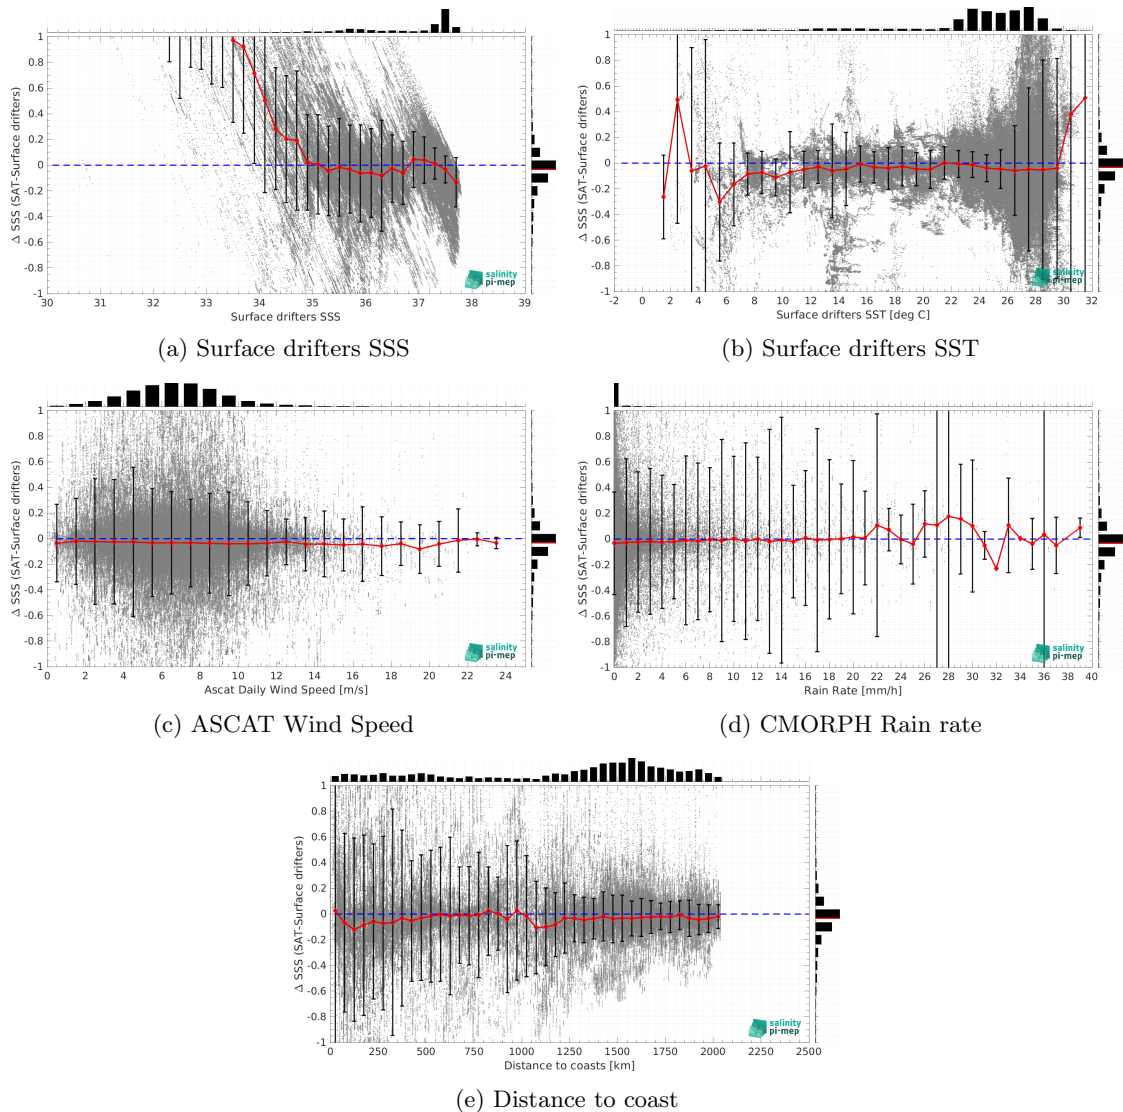 Δ SSS (SAT-Surface drifters)
1
0.8
0.6
0.4
0.2
0
-0.2
-0.4
-0.6
-0.8
-1
30 31 32 33 34 35 36 37 38 39
Surface drifters SSS
salinity
pi-mep
(a) Surface drifters SSS
Δ SSS (SAT-Surface drifters)
1
0.8
0.6
0.4
0.2
0
-0.2
-0.4
-0.6
-0.8
-1
-2 0 2 4 6 8 10 12 14 16 18 20 22 24 26 28 30 32
Surface drifters SST [deg C]
salinity
pi-mep
(b) Surface drifters SST
Δ SSS (SAT-Surface drifters)
1
0.8
0.6
0.4
0.2
0
-0.2
-0.4
-0.6
-0.8
-1
0 2 4 6 8 10 12 14 16 18 20 22 24
Ascat Daily Wind Speed [m/s]
salinity
pi-mep
(c) ASCAT Wind Speed
Δ SSS (SAT-Surface drifters)
1
0.8
0.6
0.4
0.2
0
-0.2
-0.4
-0.6
-0.8
-1
0 2 4 6 8 10 12 14 16 18 20 22 24 26 28 30 32 34 36 38 40
Rain Rate [mm/h]
salinity
pi-mep
(d) CMORPH Rain rate
Δ SSS (SAT-Surface drifters)
1
0.8
0.6
0.4
0.2
0
-0.2
-0.4
-0.6
-0.8
-1
0 250 500 750 1000 1250 1500 1750 2000 2250 2500
Distance to coasts [km]
salinity
pi-mep
(e) Distance to coast